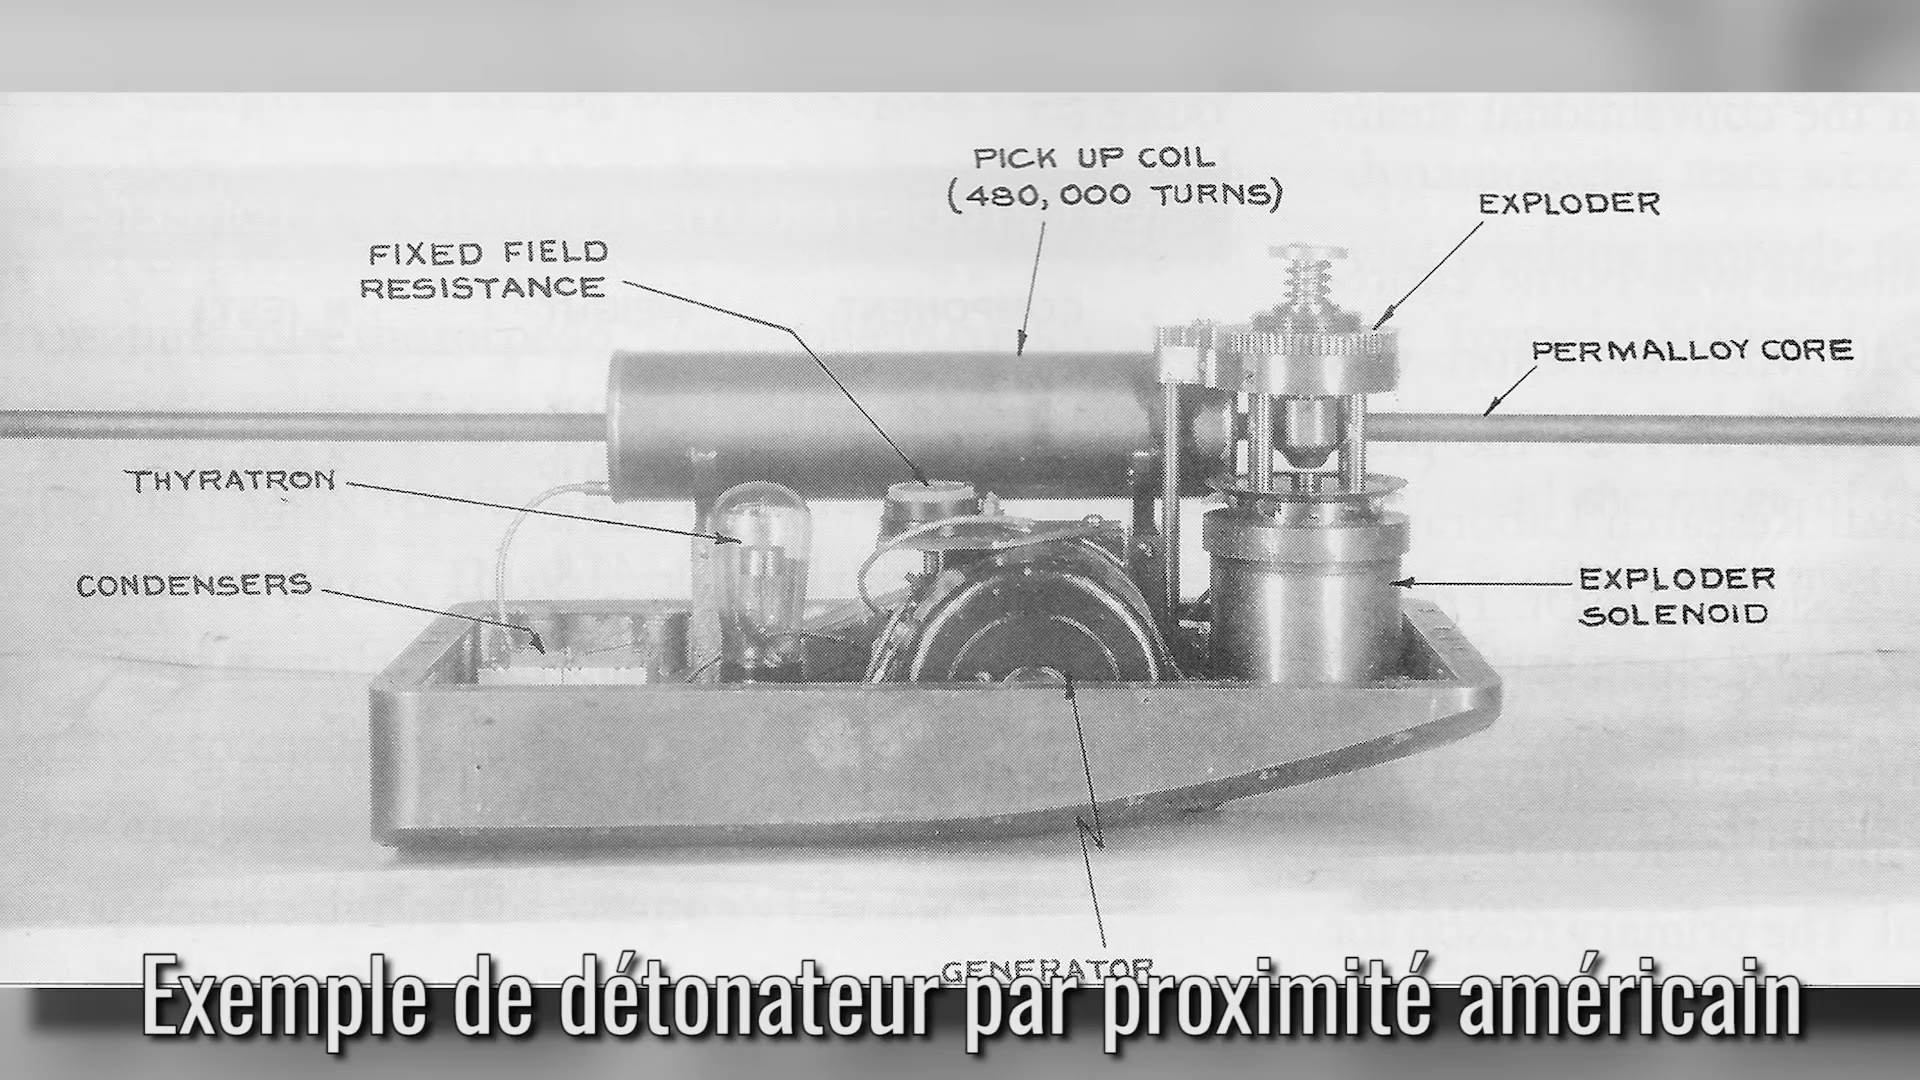 PICK UP COIL
(480,000 TURNS)
EXPLODER
FIXED FIELD
RESISTANCE
PERMALLOY CORE
THYRATRON
CONDENSERS
EXPLODER
SOLENOID
GENERATOR
Exemple de détonateur par proximité américain